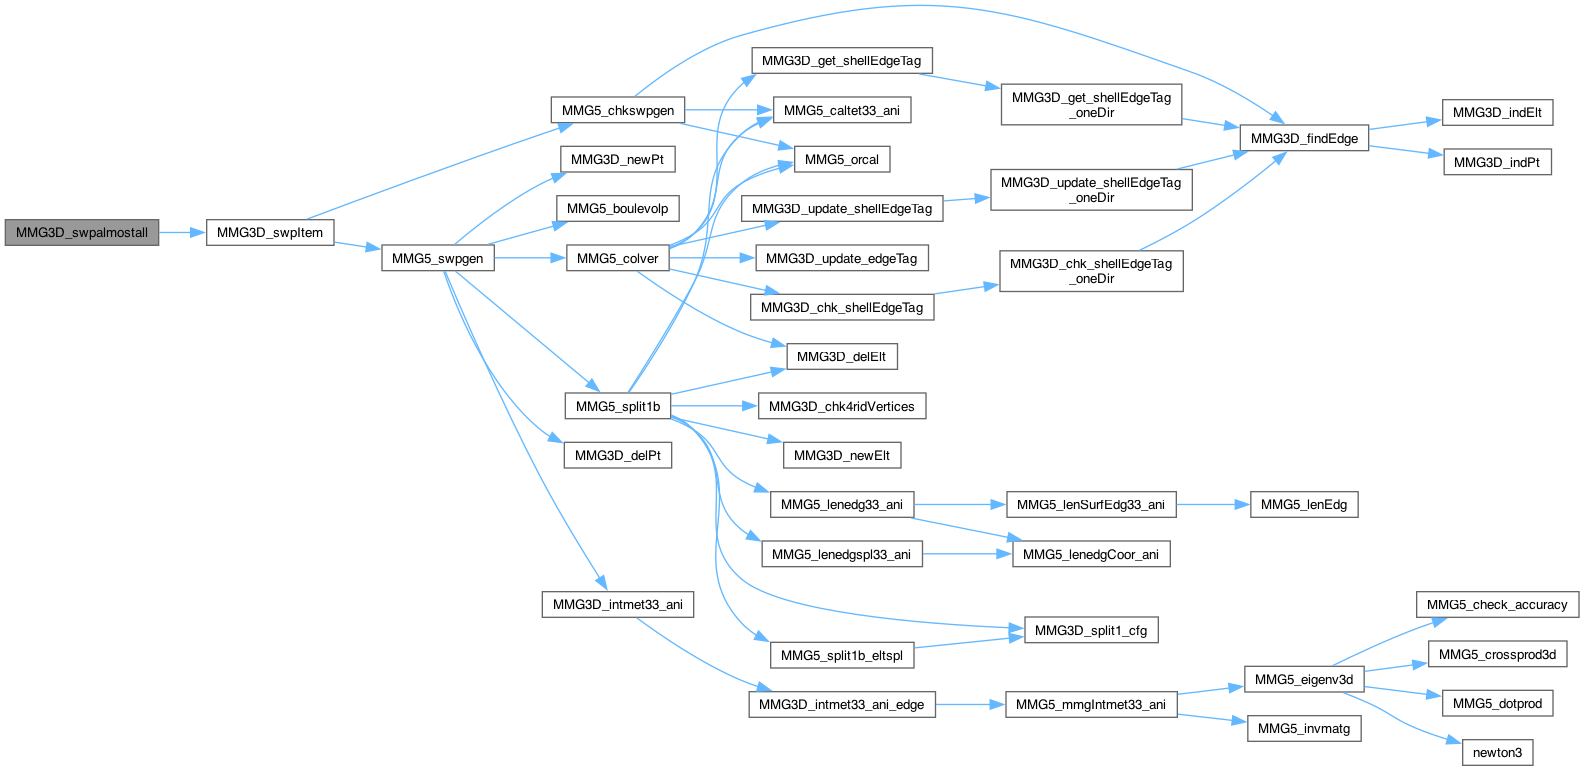 MMG3D_swpalmostall
MMG3D_swpItem
MMG5_chkswpgen
MMG3D_newPt
MMG5_boulevolp
MMG5_swpgen
MMG5_colver
MMG5_split1b
MMG3D_delPt
MMG3D_intmet33_ani
MMG3D_get_shellEdgeTag
MMG5_caltet33_ani
MMG5_orcal
MMG3D_update_shellEdgeTag
MMG3D_update_edgeTag
MMG3D_chk_shellEdgeTag
MMG3D_delElt
MMG3D_chk4ridVertices
MMG3D_newElt
MMG5_lenedg33_ani
MMG5_lenedgspl33_ani
MMG5_split1b_eltspl
MMG3D_intmet33_ani_edge
MMG3D_get_shellEdgeTag
_oneDir
MMG3D_update_shellEdgeTag
_oneDir
MMG3D_chk_shellEdgeTag
_oneDir
MMG5_lenSurfEdg33_ani
MMG5_lenedgCoor_ani
MMG3D_split1_cfg
MMG5_mmgIntmet33_ani
MMG3D_findEdge
MMG5_lenEdg
MMG5_eigenv3d
MMG5_invmatg
MMG3D_indElt
MMG3D_indPt
MMG5_check_accuracy
MMG5_crossprod3d
MMG5_dotprod
newton3